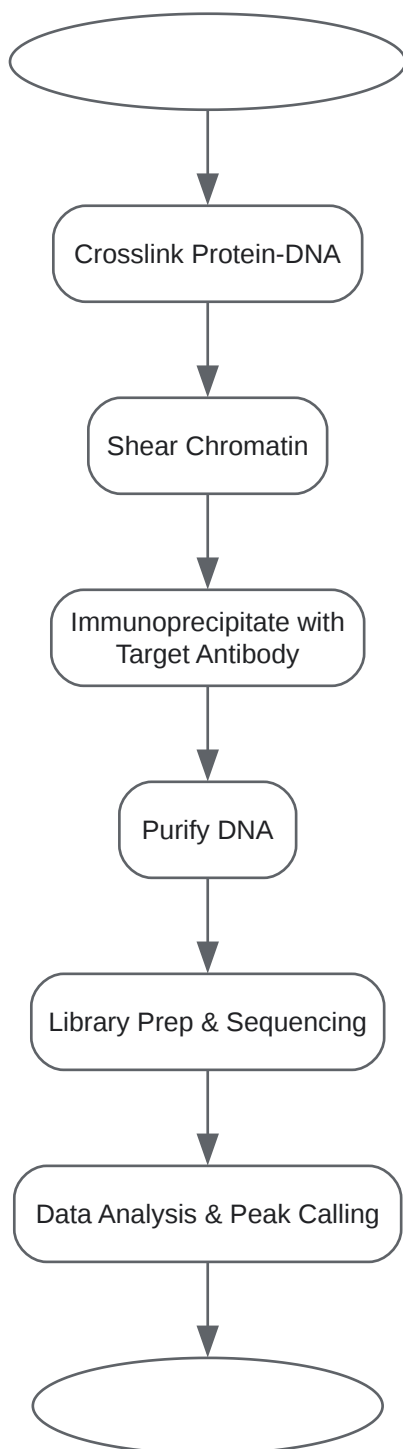 Crosslink Protein-DNA
Shear Chromatin
Immunoprecipitate with
Target Antibody
Purify DNA
Library Prep & Sequencing
Data Analysis & Peak Calling